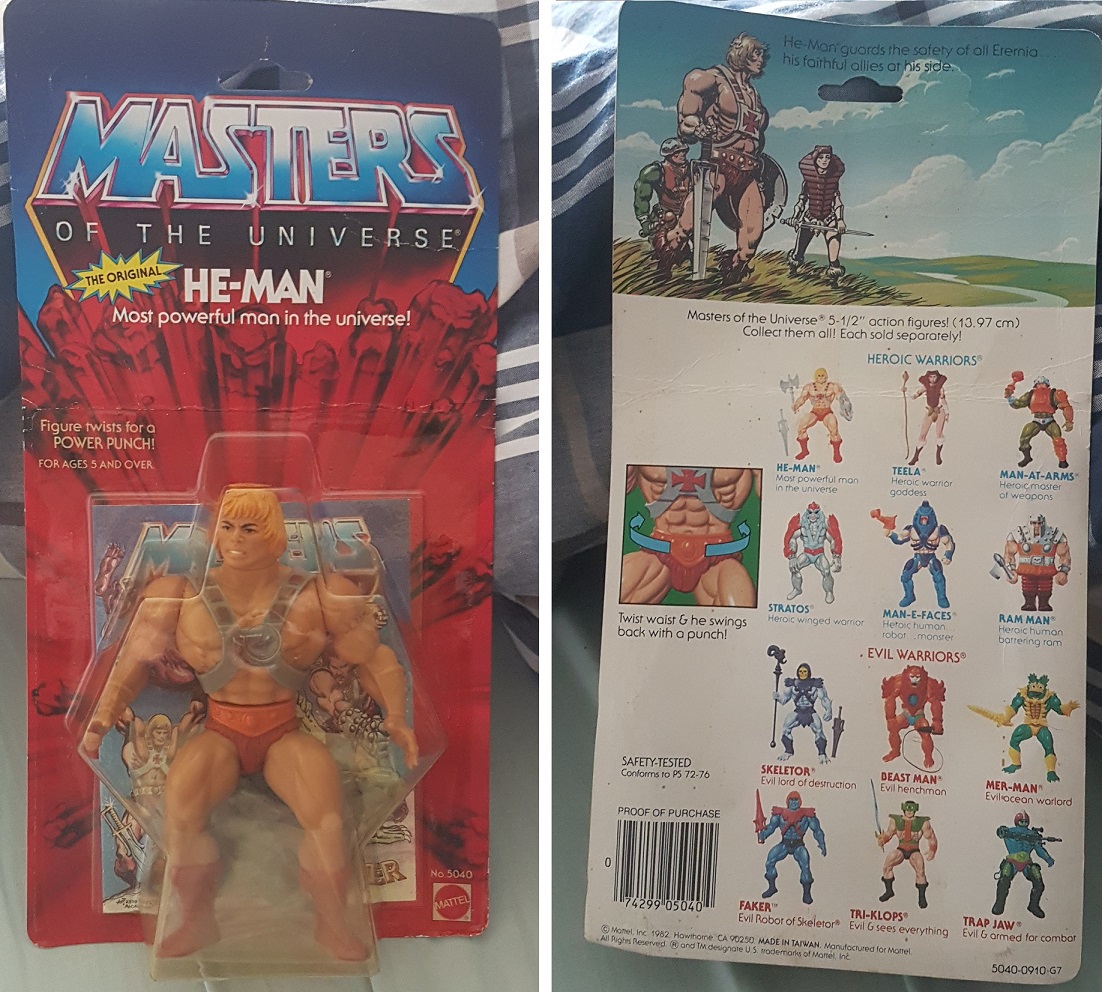 MASTERS
OF THE UNIVERSE®
THE ORIGINAL
HE-MAN®
Most powerful man in the universe!
Figure twists for a
POWER PUNCH!
FOR AGES 5 AND OVER
No. 5040
MATTEL
He-Man guards the safety of all Eternia...
his faithful allies at his side.
Masters of the Universe® 5-1/2" action figures! (13.97 cm)
Collect them all! Each sold separately!
HEROIC WARRIORS®
HE-MAN®
Most powerful man
in the universe
TEELA®
Heroic warrior
goddess
MAN-AT-ARMS®
Heroic master
of weapons
Twist waist & he swings
back with a punch!
STRATOS®
Heroic winged warrior
MAN-E-FACES®
Heroic human
robot...monster
RAM MAN®
Heroic human
battering ram
EVIL WARRIORS®
SKELETOR®
Evil lord of destruction
BEAST MAN®
Evil henchman
MER-MAN®
Evil ocean warlord
SAFETY-TESTED
Conforms to PS 72-76
PROOF OF PURCHASE
0 74299 05040
FAKER™
Evil Robot of Skeletor®
TRI-KLOPS®
Evil & sees everything
TRAP JAW®
Evil & armed for combat
© Mattel, Inc. 1982. Hawthorne, CA 90250. MADE IN TAIWAN. Manufactured for Mattel.
All Rights Reserved. ® and TM designate U.S. trademarks of Mattel, Inc.
5040-0910-G7